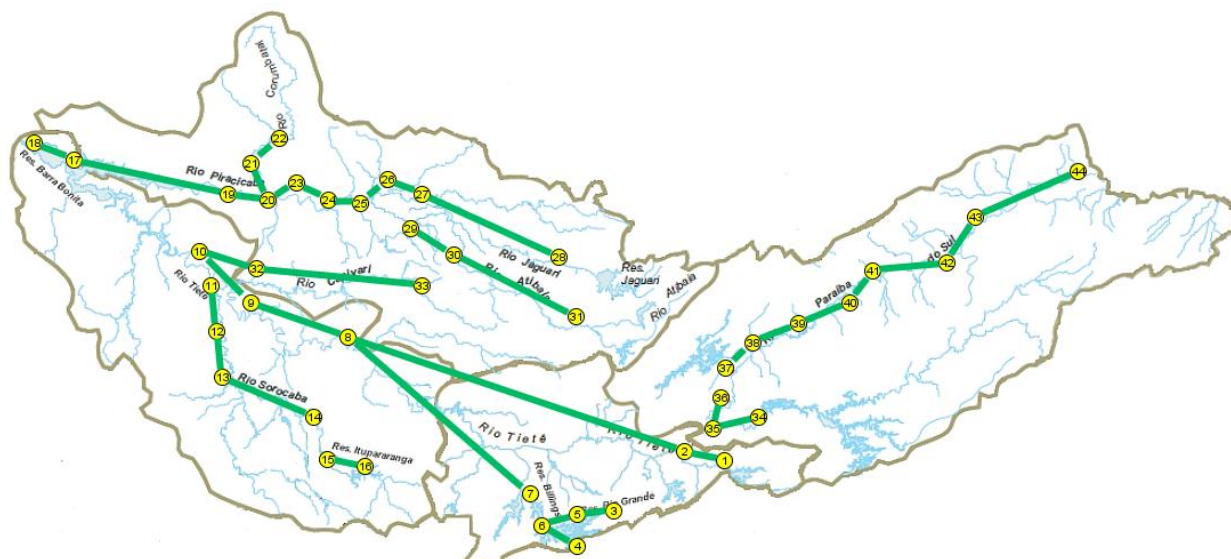 Rio Corumbataí
22
18
Res. Barra Bonita
17
21
Rio Piracicaba
19
20
23
24
25
26
27
44
43
do Sul
42
41
Paraíba
40
39
38
37
36
35
34
29
30
Rio Atibaia
31
Rio Jaguari
28
Res. Jaguari
Rio Atibaia
10
32
Rio
33
11
Rio Tietê
9
12
8
13
Rio Sorocaba
14
15
Res. Itupararanga
16
Rio Tietê
Rio Tietê
2
1
7
Res. Billings
Rio Grande
6
5
3
4